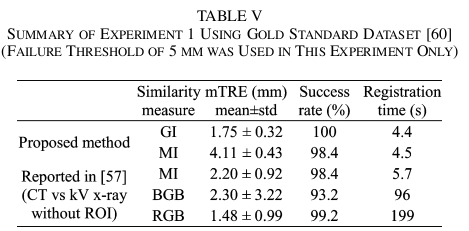 TABLE V
SUMMARY OF EXPERIMENT 1 USING GOLD STANDARD DATASET [60]
(FAILURE THRESHOLD OF 5 MM WAS USED IN THIS EXPERIMENT ONLY)
Similarity measure mTRE (mm) mean±std Success rate (%) Registration time (s)
Proposed method GI 1.75 ± 0.32 100 4.4
MI 4.11 ± 0.43 98.4 4.5
Reported in [57] (CT vs kV x-ray without ROI) MI 2.20 ± 0.92 98.4 5.7
BGB 2.30 ± 3.22 93.2 96
RGB 1.48 ± 0.99 99.2 199